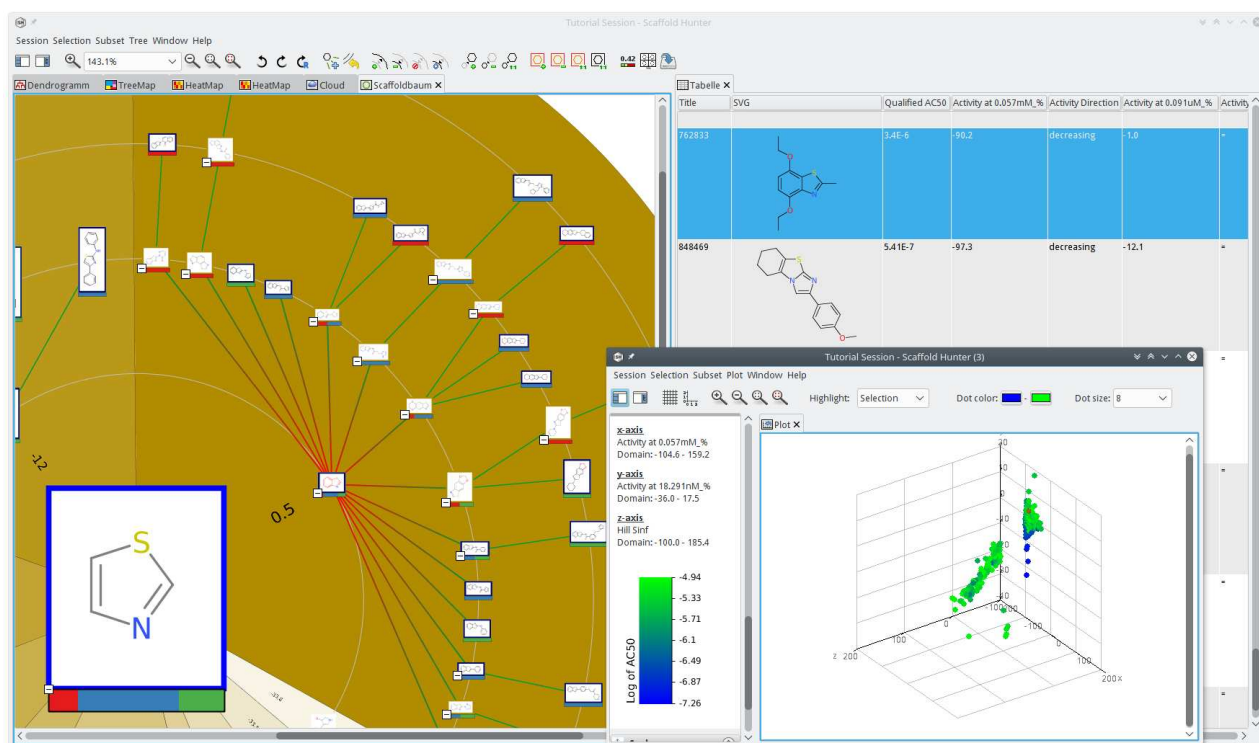 Tutorial Session - Scaffold Hunter
Session Selection Subset Tree Window Help
143.1%
0.42
Dendrogramm TreeMap HeatMap HeatMap Cloud Scaffoldbaum
Tabelle
Title SVG Qualified AC50 Activity at 0.057mM_% Activity Direction Activity at 0.091uM_% Activity
762833 3.4E-6 -90.2 decreasing -1.0 =
848469 5.41E-7 -97.3 decreasing -12.1 =
-12
0.5
S
N
Tutorial Session - Scaffold Hunter (3)
Session Selection Subset Plot Window Help
Highlight: Selection Dot color: - Dot size: 8
Plot
x-axis
Activity at 0.057mM_%
Domain: -104.6 - 159.2
y-axis
Activity at 18.291nM_%
Domain: -36.0 - 17.5
z-axis
Hill Sinf
Domain: -100.0 - 185.4
Log of AC50
-4.94
-5.33
-5.71
-6.1
-6.49
-6.87
-7.26
0
100
z 200
-100
0
100
200 x